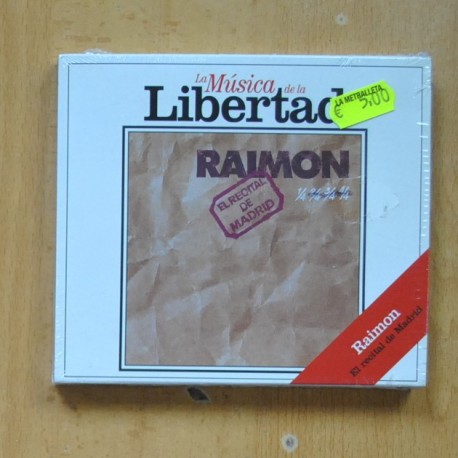 La Música de la
Libertad
LA METRALLETA
€ 5,00
RAIMON
EL RECITAL
DE
MADRID
Raimon
El recital de Madrid